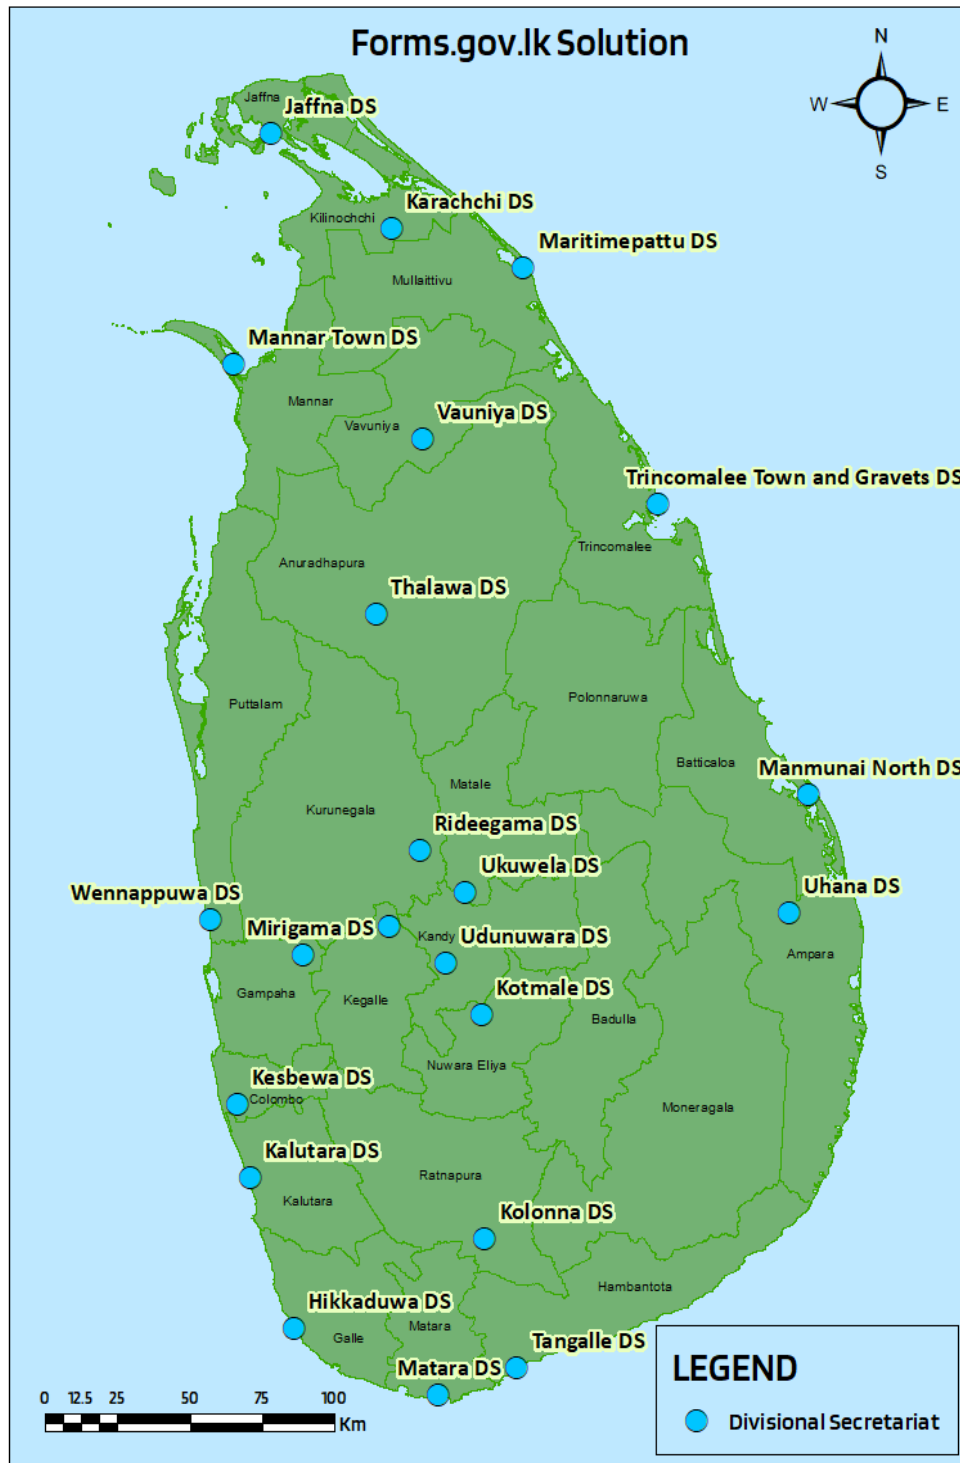 Forms.gov.lk Solution
N
W
E
S
Jaffna
Jaffna DS
Karachchi DS
Kilinochchi
Maritimepattu DS
Mullaittivu
Mannar Town DS
Mannar
Vauniya DS
Vavuniya
Trincomalee Town and Gravets DS
Trincomalee
Anuradhapura
Thalawa DS
Puttalam
Polonnaruwa
Batticaloa
Manmunai North DS
Matale
Kurunegala
Rideegama DS
Ukuwela DS
Uhana DS
Wennappuwa DS
Mirigama DS
Kandy
Udunuwara DS
Ampara
Gampaha
Kegalle
Kotmale DS
Badulla
Nuwara Eliya
Kesbewa DS
Colombo
Moneragala
Kalutara DS
Ratnapura
Kalutara
Kolonna DS
Hambantota
Hikkaduwa DS
Matara
Galle
Tangalle DS
Matara DS
LEGEND
Divisional Secretariat
0 12.5 25 50 75 100
Km